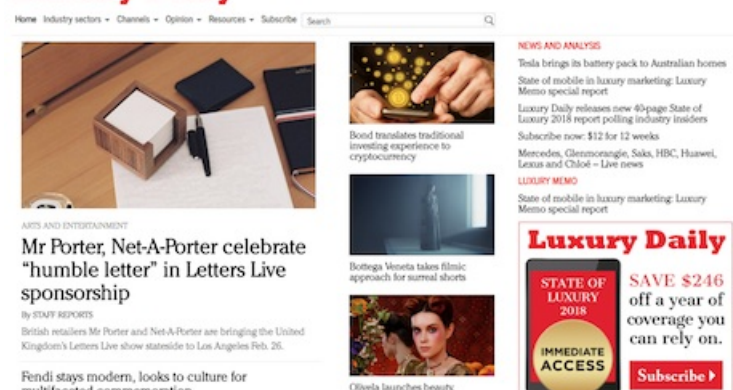 Home Industry sectors Channels Opinion Resources Subscribe Search
ARTS AND ENTERTAINMENT
Mr Porter, Net-A-Porter celebrate
“humble letter” in Letters Live
sponsorship
By STAFF REPORTS
British retailers Mr Porter and Net-A-Porter are bringing the United
Kingdom's Letters Live show stateside to Los Angeles Feb. 26.
Fendi stays modern, looks to culture for
Bond translates traditional
investing experience to
cryptocurrency
Bottega Veneta takes filmic
approach for surreal shorts
Olivela launches beauty
NEWS AND ANALYSIS
Tesla brings its battery pack to Australian homes
State of mobile in luxury marketing: Luxury
Memo special report
Luxury Daily releases new 40-page State of
Luxury 2018 report polling industry insiders
Subscribe now: $12 for 12 weeks
Mercedes, Glenmorangie, Saks, HBC, Huawei,
Lexus and Chloé – Live news
LUXURY MEMO
State of mobile in luxury marketing: Luxury
Memo special report
Luxury Daily
STATE OF
LUXURY
2018
IMMEDIATE
ACCESS
SAVE $246
off a year of
coverage you
can rely on.
Subscribe